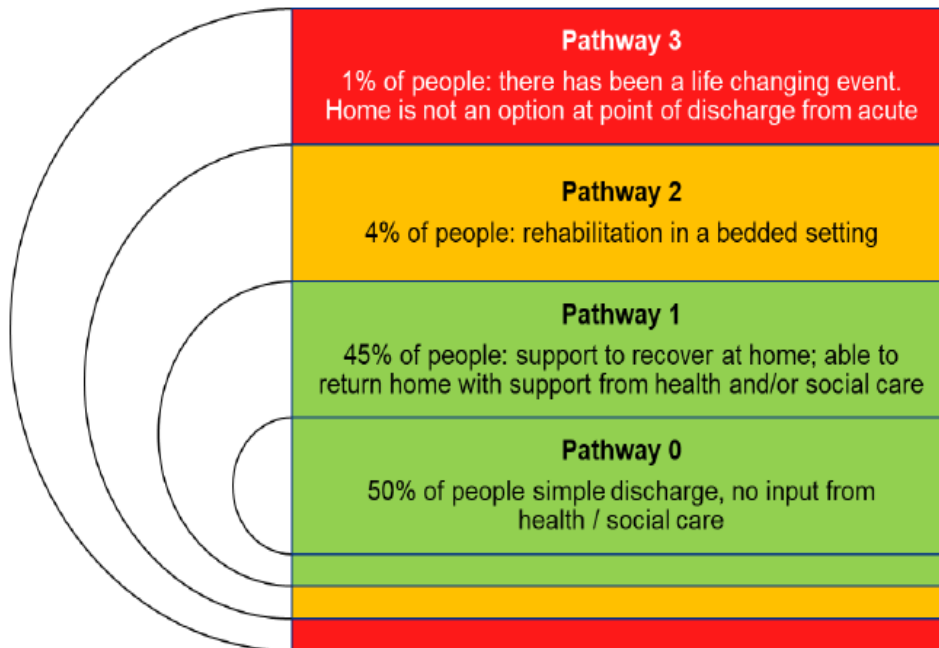 Pathway 3
1% of people: there has been a life changing event.
Home is not an option at point of discharge from acute
Pathway 2
4% of people: rehabilitation in a bedded setting
Pathway 1
45% of people: support to recover at home; able to
return home with support from health and/or social care
Pathway 0
50% of people simple discharge, no input from
health / social care